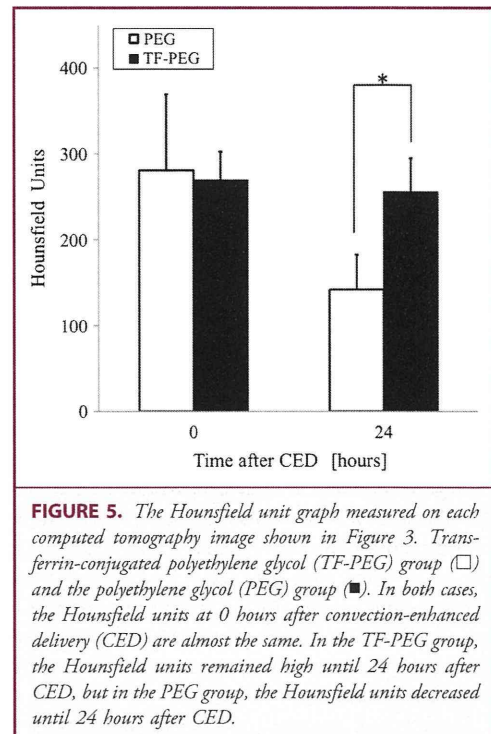 □ PEG
■ TF-PEG
400
300
200
100
0
Hounsfield Units
*
0 24
Time after CED [hours]
FIGURE 5. The Hounsfield unit graph measured on each
computed tomography image shown in Figure 3. Trans-
ferrin-conjugated polyethylene glycol (TF-PEG) group (□)
and the polyethylene glycol (PEG) group (■). In both cases,
the Hounsfield units at 0 hours after convection-enhanced
delivery (CED) are almost the same. In the TF-PEG group,
the Hounsfield units remained high until 24 hours after
CED, but in the PEG group, the Hounsfield units decreased
until 24 hours after CED.